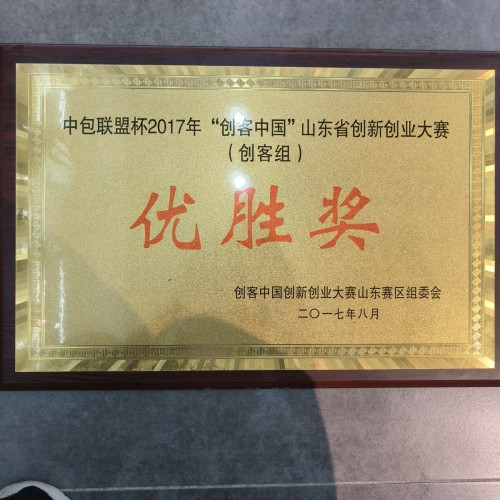 中包联盟杯2017年“创客中国”山东省创新创业大赛
（创客组）
优胜奖
创客中国创新创业大赛山东赛区组委会
二〇一七年八月